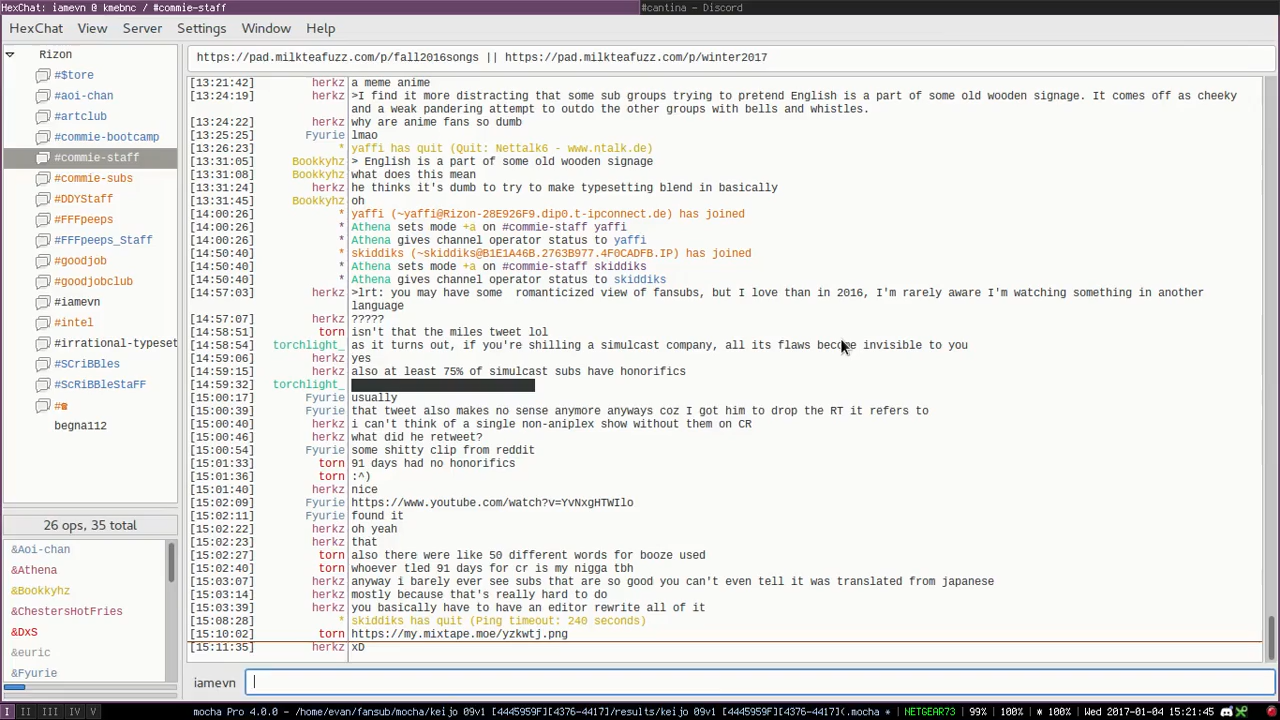 HexChat: iamevn @ kmebnc / #commie-staff
#cantina - Discord
HexChat View Server Settings Window Help
Rizon
#$tore
#aoi-chan
#artclub
#commie-bootcamp
#commie-staff
#commie-subs
#DDYStaff
#FFFpeeps
#FFFpeeps_Staff
#goodjob
#goodjobclub
#iamevn
#intel
#irrational-typeset
#SCriBBles
#ScRiBBleStaFF
#☎
begna112
26 ops, 35 total
&Aoi-chan
&Athena
&Bookkyhz
&ChestersHotFries
&DxS
&euric
&Fyurie
https://pad.milkteafuzz.com/p/fall2016songs || https://pad.milkteafuzz.com/p/winter2017
[13:21:42] herkz a meme anime
[13:24:19] herkz >I find it more distracting that some sub groups trying to pretend English is a part of some old wooden signage. It comes off as cheeky
and a weak pandering attempt to outdo the other groups with bells and whistles.
[13:24:22] herkz why are anime fans so dumb
[13:25:25] Fyurie lmao
[13:26:23] * yaffi has quit (Quit: Nettalk6 - www.ntalk.de)
[13:31:05] Bookkyhz > English is a part of some old wooden signage
[13:31:08] Bookkyhz what does this mean
[13:31:24] herkz he thinks it's dumb to try to make typesetting blend in basically
[13:31:45] Bookkyhz oh
[14:00:26] * yaffi (~yaffi@Rizon-28E926F9.dip0.t-ipconnect.de) has joined
[14:00:26] * Athena sets mode +a on #commie-staff yaffi
[14:00:26] * Athena gives channel operator status to yaffi
[14:50:40] * skiddiks (~skiddiks@B1E1A46B.2763B977.4F0CADFB.IP) has joined
[14:50:40] * Athena sets mode +a on #commie-staff skiddiks
[14:50:40] * Athena gives channel operator status to skiddiks
[14:57:03] herkz >lrt: you may have some  romanticized view of fansubs, but I love than in 2016, I'm rarely aware I'm watching something in another
language
[14:57:07] herkz ?????
[14:58:51] torn isn't that the miles tweet lol
[14:58:54] torchlight_ as it turns out, if you're shilling a simulcast company, all its flaws become invisible to you
[14:59:06] herkz yes
[14:59:15] herkz also at least 75% of simulcast subs have honorifics
[14:59:32] torchlight_
[15:00:17] Fyurie usually
[15:00:39] Fyurie that tweet also makes no sense anymore anyways coz I got him to drop the RT it refers to
[15:00:40] herkz i can't think of a single non-aniplex show without them on CR
[15:00:46] herkz what did he retweet?
[15:00:54] Fyurie some shitty clip from reddit
[15:01:33] torn 91 days had no honorifics
[15:01:36] torn :^)
[15:01:40] herkz nice
[15:02:09] Fyurie https://www.youtube.com/watch?v=YvNxgHTWIlo
[15:02:11] Fyurie found it
[15:02:22] herkz oh yeah
[15:02:23] herkz that
[15:02:27] torn also there were like 50 different words for booze used
[15:02:40] torn whoever tled 91 days for cr is my nigga tbh
[15:03:07] herkz anyway i barely ever see subs that are so good you can't even tell it was translated from japanese
[15:03:14] herkz mostly because that's really hard to do
[15:03:39] herkz you basically have to have an editor rewrite all of it
[15:08:28] * skiddiks has quit (Ping timeout: 240 seconds)
[15:10:02] torn https://my.mixtape.moe/yzkwtj.png
[15:11:35] herkz xD
iamevn
I II III IV V mocha Pro 4.0.0 - /home/evan/fansub/mocha/keijo 09v1 [4445959F][4376-4417]/results/keijo 09v1 [4445959F][4376-4417](.mocha * | NETGEAR73 | 99% | 100% * | 100% | Wed 2017-01-04 15:21:45